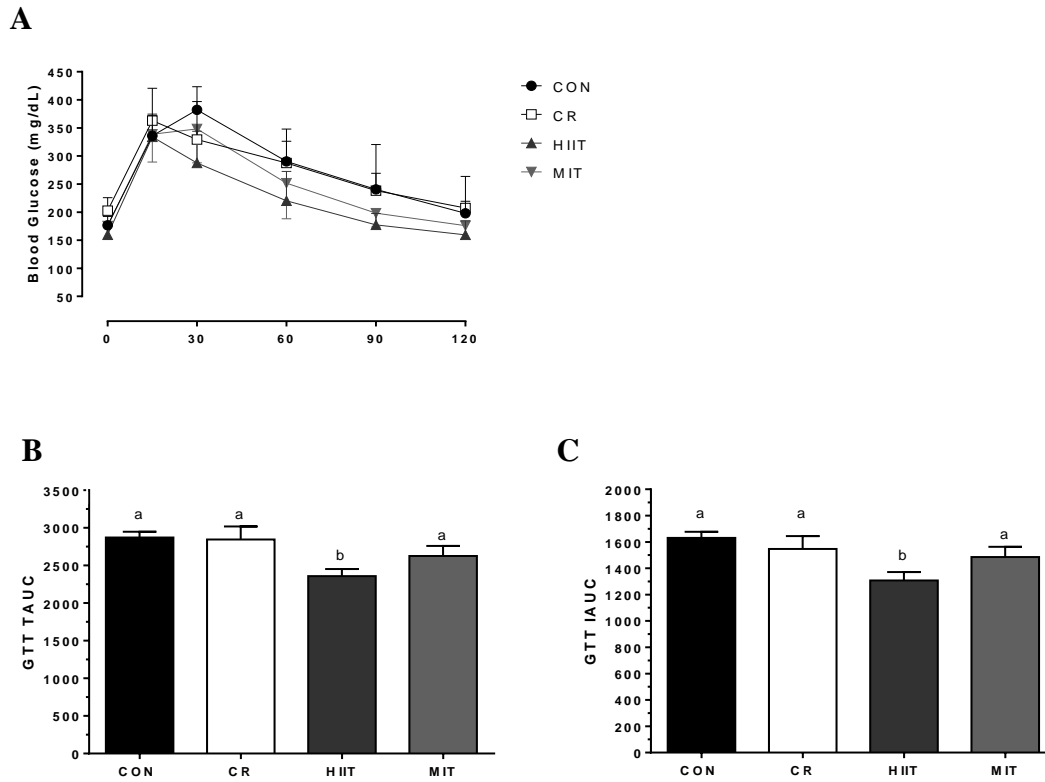 A
Blood Glucose (mg/dL)
450
400
350
300
250
200
150
100
50
0
30
60
90
120
CON
CR
HIIT
MIT
B
GTT TAUC
3500
3000
2500
2000
1500
1000
500
0
a
a
b
a
CON
CR
HIIT
MIT
C
GTT IAUC
2000
1800
1600
1400
1200
1000
800
600
400
200
0
a
a
b
a
CON
CR
HIIT
MIT